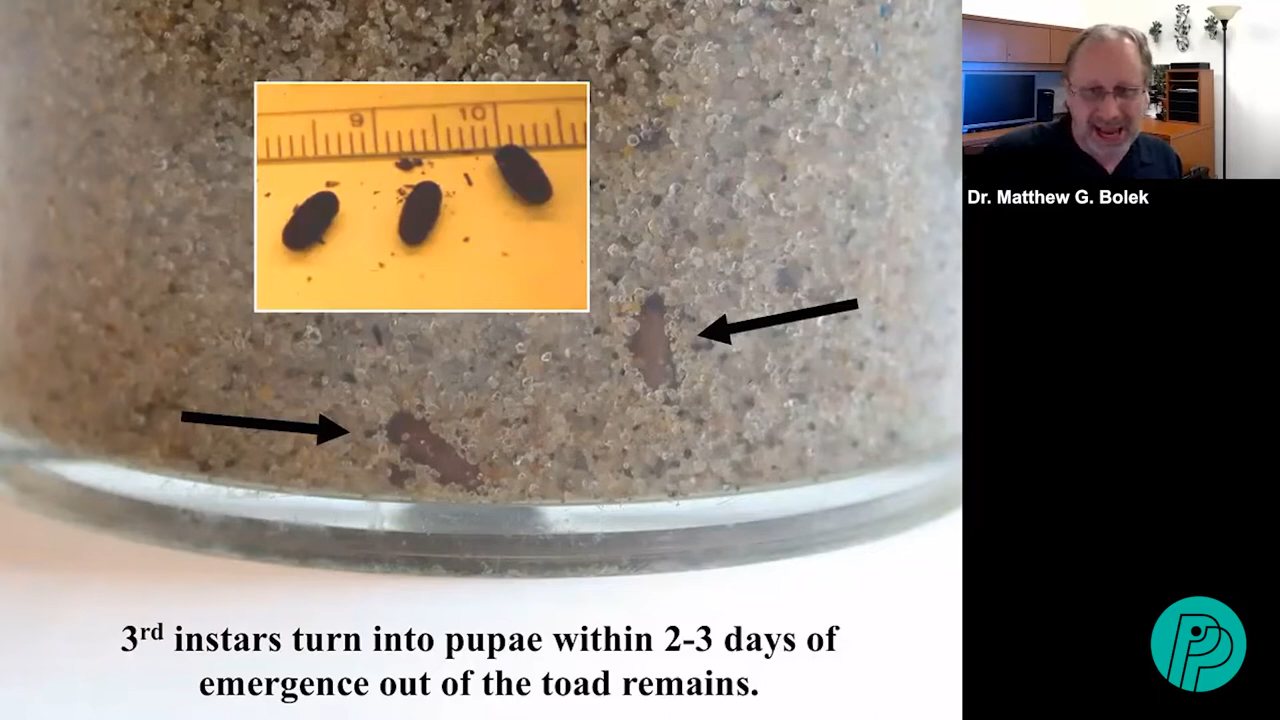 9 10
Dr. Matthew G. Bolek
3rd instars turn into pupae within 2-3 days of
emergence out of the toad remains.